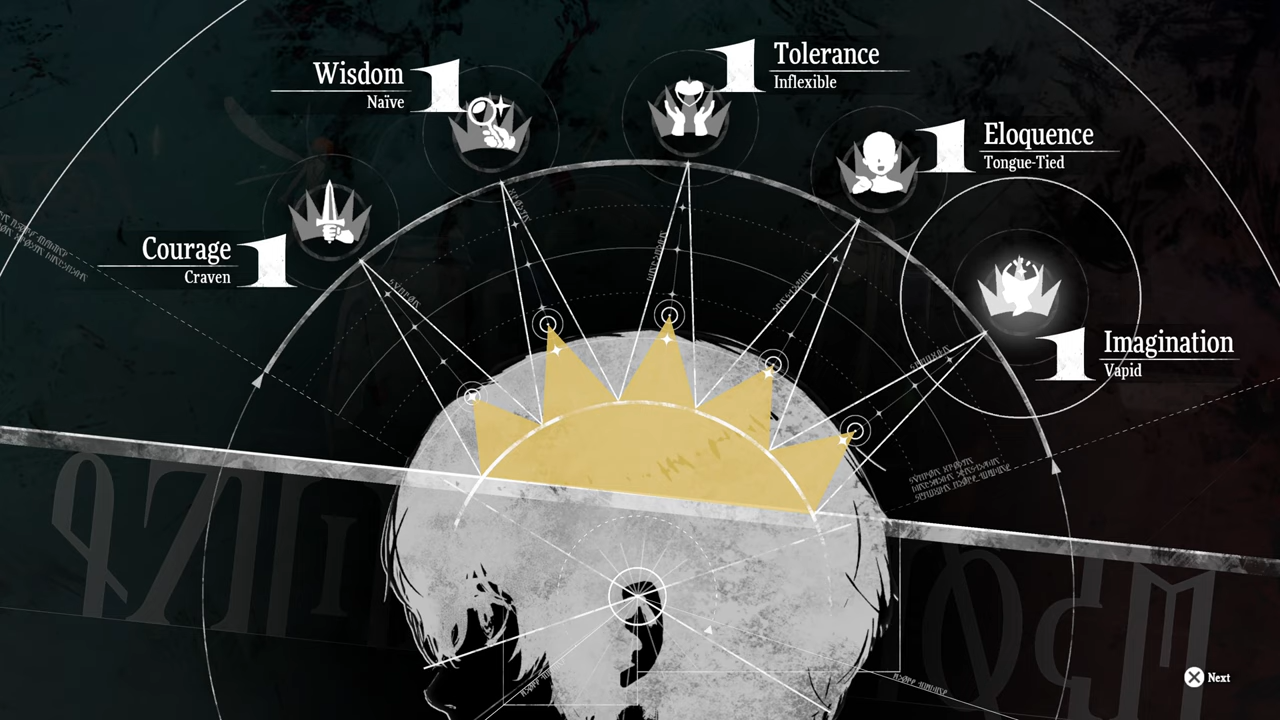 Wisdom
1
Naïve
1
Tolerance
Inflexible
1
Eloquence
Tongue-Tied
Courage
1
Craven
1
Imagination
Vapid
Next